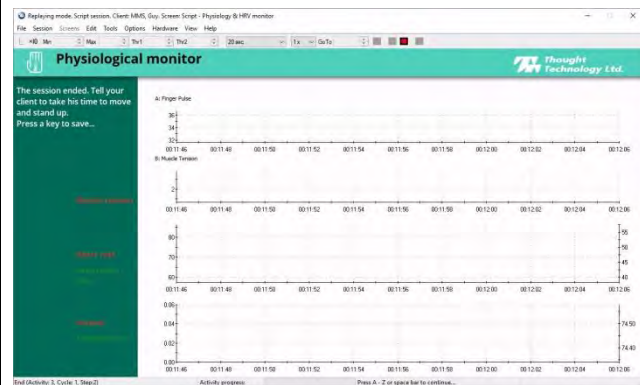 Replaying mode. Script session. Client: MMS, Guy. Screen: Script - Physiology & HRV monitor
File Session Screens Edit Tools Options Hardware View Help
Min Max Thr1 Thr2 20 sec. 1 x GoTo
Physiological monitor
Thought
Technology Ltd.
The session ended. Tell your
client to take his time to move
and stand up.
Press a key to save...
A: Finger Pulse
36
34
32
00:11:46 00:11:48 00:11:50 00:11:52 00:11:54 00:11:56 00:11:58 00:12:00 00:12:02 00:12:04 00:12:06
B: Muscle Tension
2
00:11:46 00:11:48 00:11:50 00:11:52 00:11:54 00:11:56 00:11:58 00:12:00 00:12:02 00:12:04 00:12:06
80 55
70 50
60 45
40
00:11:46 00:11:48 00:11:50 00:11:52 00:11:54 00:11:56 00:11:58 00:12:00 00:12:02 00:12:04 00:12:06
0.06
0.04 74.50
0.02 74.40
0.00
00:11:46 00:11:48 00:11:50 00:11:52 00:11:54 00:11:56 00:11:58 00:12:00 00:12:02 00:12:04 00:12:06
End (Activity: 3, Cycle: 1, Step:2) Activity progress: Press A - Z or space bar to continue...